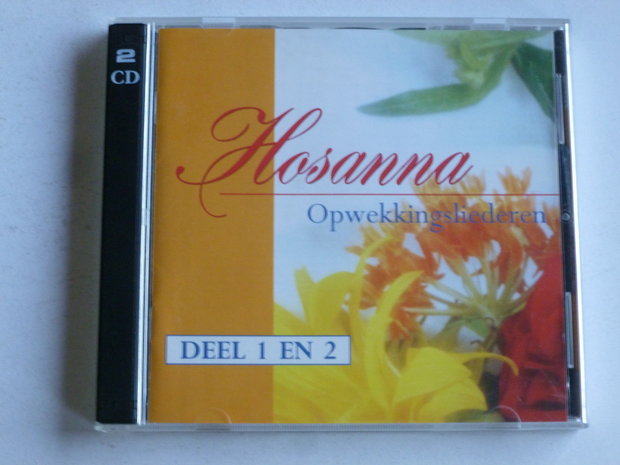 2
CD
Hosanna
Opwekkingsliederen
DEEL 1 EN 2